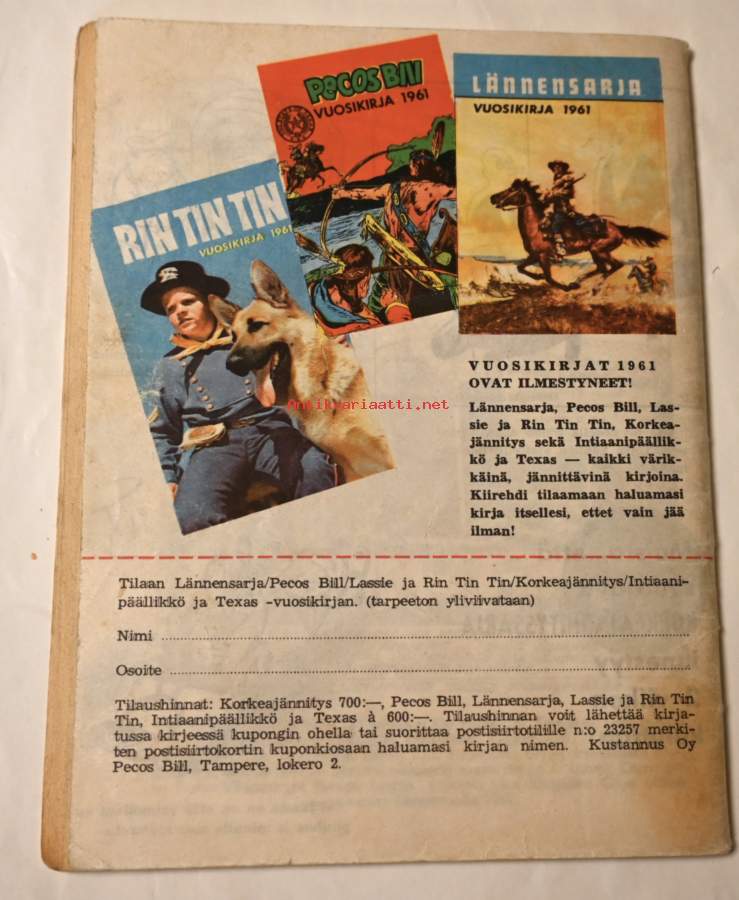 PECOS BILL
VUOSIKIRJA 1961
LÄNNENSARJA
VUOSIKIRJA 1961
RIN TIN TIN
VUOSIKIRJA 1961
VUOSIKIRJAT 1961
OVAT ILMESTYNEET!
Antikvariaatti.net
Lännensarja, Pecos Bill, Las-
sie ja Rin Tin Tin, Korkea-
jännitys sekä Intiaanipäällik-
kö ja Texas — kaikki värik-
käinä, jännittävinä kirjoina.
Kiirehdi tilaamaan haluamasi
kirja itsellesi, ettet vain jää
ilman!
Tilaan Lännensarja/Pecos Bill/Lassie ja Rin Tin Tin/Korkeajännitys/Intiaani-
päällikkö ja Texas -vuosikirjan. (tarpeeton yliviivataan)
Nimi
Osoite
Tilaushinnat: Korkeajännitys 700:—, Pecos Bill, Lännensarja, Lassie ja Rin Tin
Tin, Intiaanipäällikkö ja Texas à 600:—. Tilaushinnan voit lähettää kirja-
tussa kirjeessä kupongin ohella tai suorittaa postisiirtotilille n:o 23257 merki-
ten postisiirtokortin kuponkiosaan haluamasi kirjan nimen. Kustannus Oy
Pecos Bill, Tampere, lokero 2.